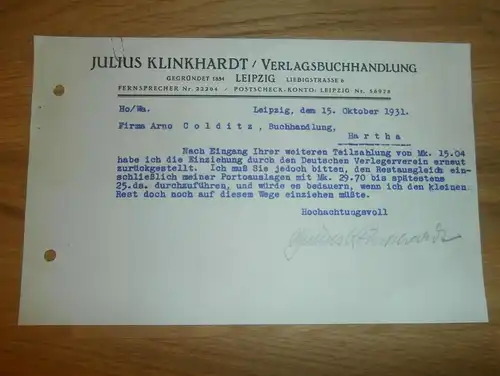 JULIUS KLINKHARDT / VERLAGSBUCHHANDLUNG
GEGRÜNDET 1834 LEIPZIG LIEBIGSTRASSE 6
FERNSPRECHER Nr. 22394 / POSTSCHECK-KONTO: LEIPZIG Nr. 56978
Ho/Wa. Leipzig, den 15. Oktober 1931.
Firma Arno Colditz, Buchhandlung,
Hartha
Nach Eingang Ihrer weiteren Teilzahlung von Mk. 15.04
habe ich die Einziehung durch den Deutschen Verlegerverein erneut
zurückgestellt. Ich muß Sie jedoch bitten, den Restausgleich ein-
schließlich meiner Portoauslagen mit Mk. 29.70 bis spätestens
25.ds. durchzuführen, und würde es bedauern, wenn ich den kleinen
Rest doch noch auf diesem Wege einziehen müßte.
Hochachtungsvoll